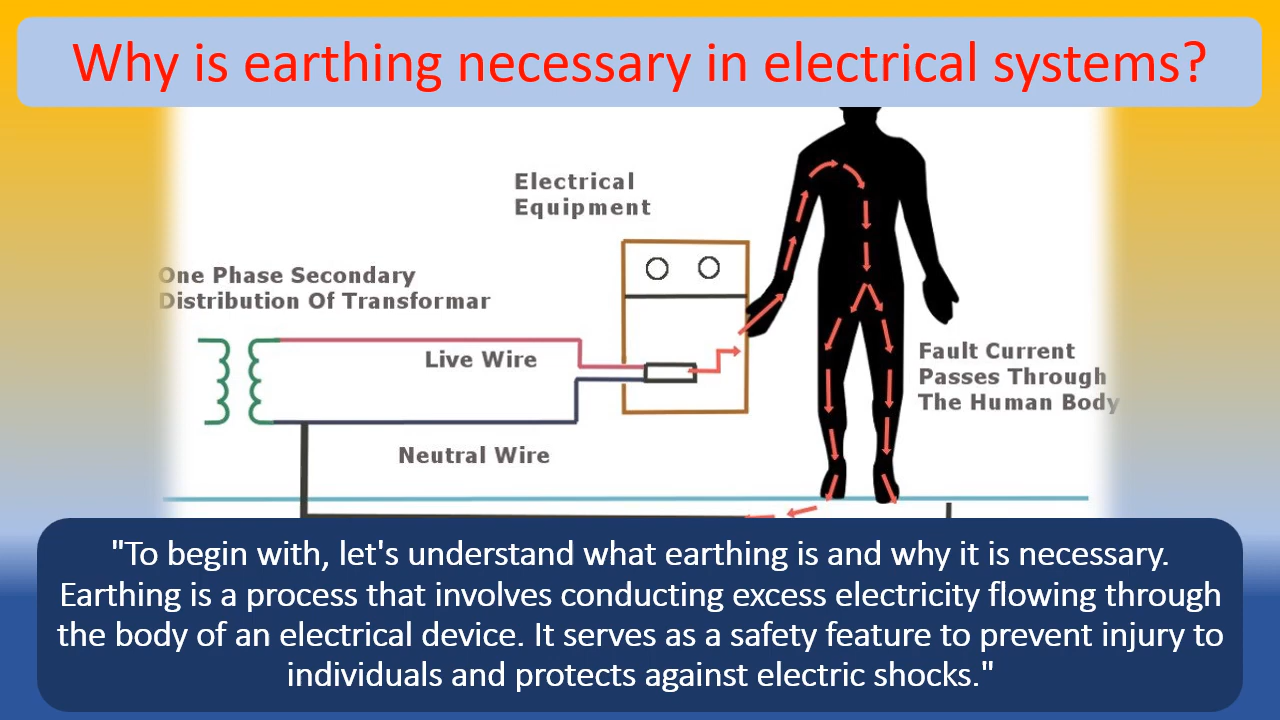 Why is earthing necessary in electrical systems?
Electrical
Equipment
One Phase Secondary
Distribution Of Transformar
Live Wire
Fault Current
Passes Through
The Human Body
Neutral Wire
"To begin with, let's understand what earthing is and why it is necessary.
Earthing is a process that involves conducting excess electricity flowing through
the body of an electrical device. It serves as a safety feature to prevent injury to
individuals and protects against electric shocks."